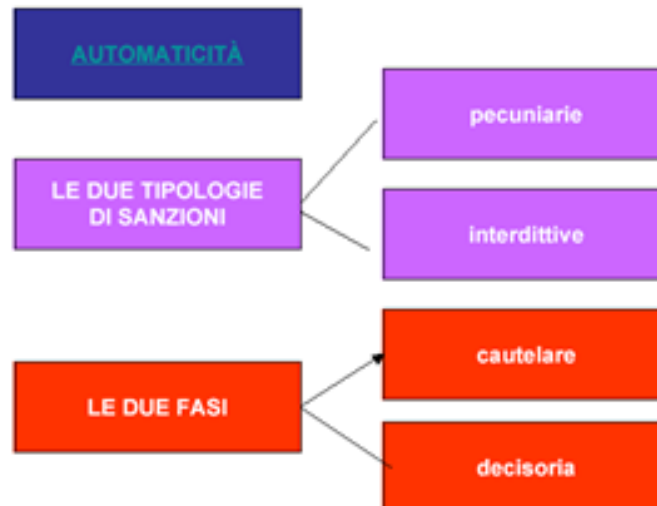 AUTOMATICITÀ
pecuniarie
LE DUE TIPOLOGIE
DI SANZIONI
interdittive
cautelare
LE DUE FASI
decisoria